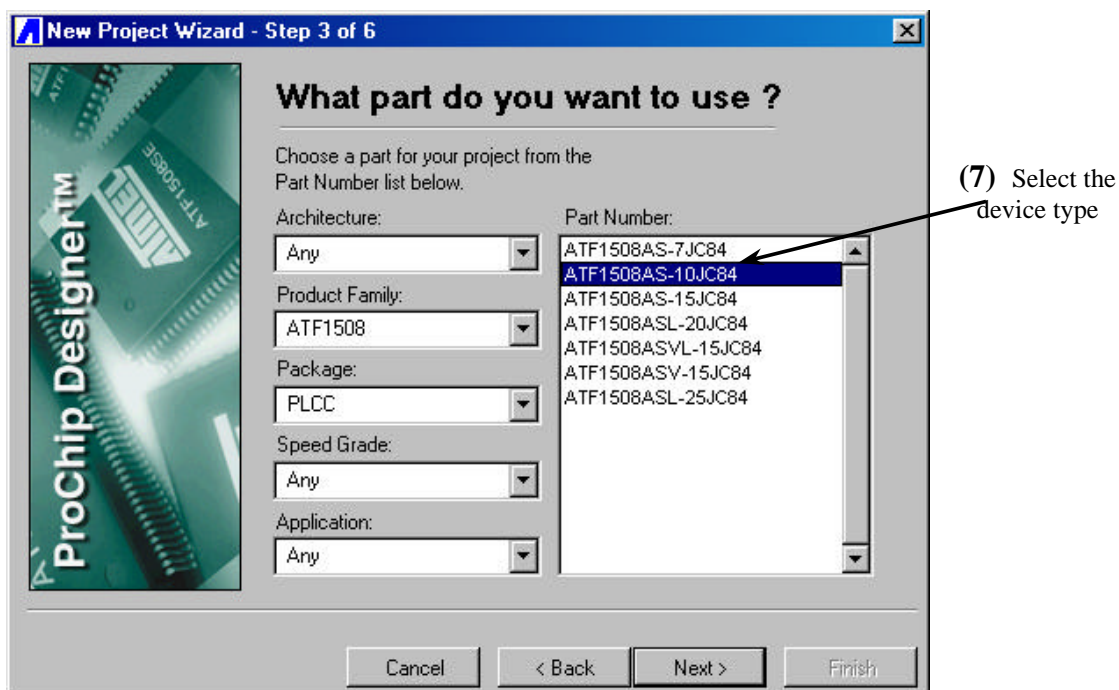 New Project Wizard - Step 3 of 6
ProChip Designer™
ATMEL
ATF1508SE
What part do you want to use ?
Choose a part for your project from the
Part Number list below.
Architecture:
Any
Product Family:
ATF1508
Package:
PLCC
Speed Grade:
Any
Application:
Any
Part Number:
ATF1508AS-7JC84
ATF1508AS-10JC84
ATF1508AS-15JC84
ATF1508ASL-20JC84
ATF1508ASVL-15JC84
ATF1508ASV-15JC84
ATF1508ASL-25JC84
(7) Select the
device type
Cancel
< Back
Next >
Finish